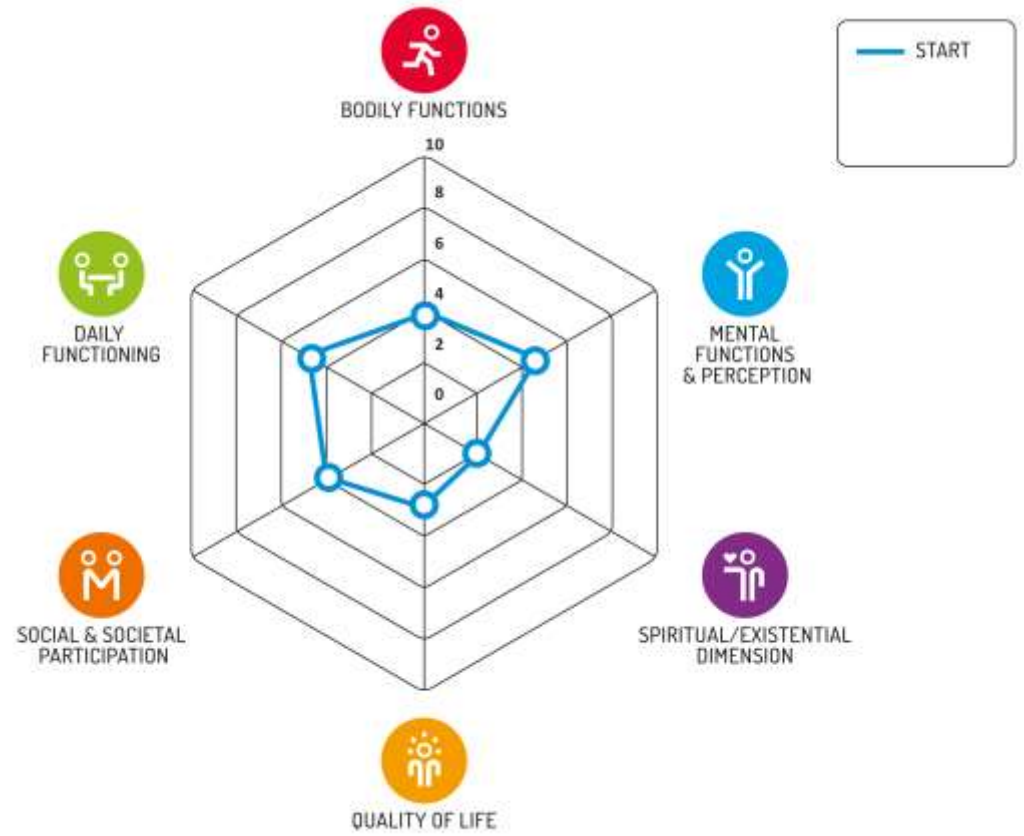 START
BODILY FUNCTIONS
10
8
6
4
2
0
DAILY
FUNCTIONING
MENTAL
FUNCTIONS
& PERCEPTION
SOCIAL & SOCIETAL
PARTICIPATION
SPIRITUAL/EXISTENTIAL
DIMENSION
QUALITY OF LIFE